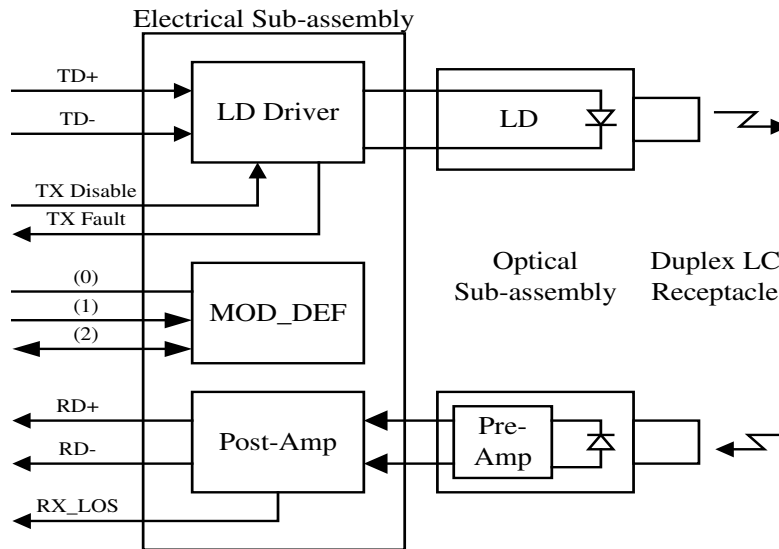 Electrical Sub-assembly
TD+
TD-
LD Driver
LD
TX Disable
TX Fault
(0)
(1)
(2)
MOD_DEF
Optical
Sub-assembly
Duplex LC
Receptacle
RD+
RD-
Post-Amp
Pre-
Amp
RX_LOS